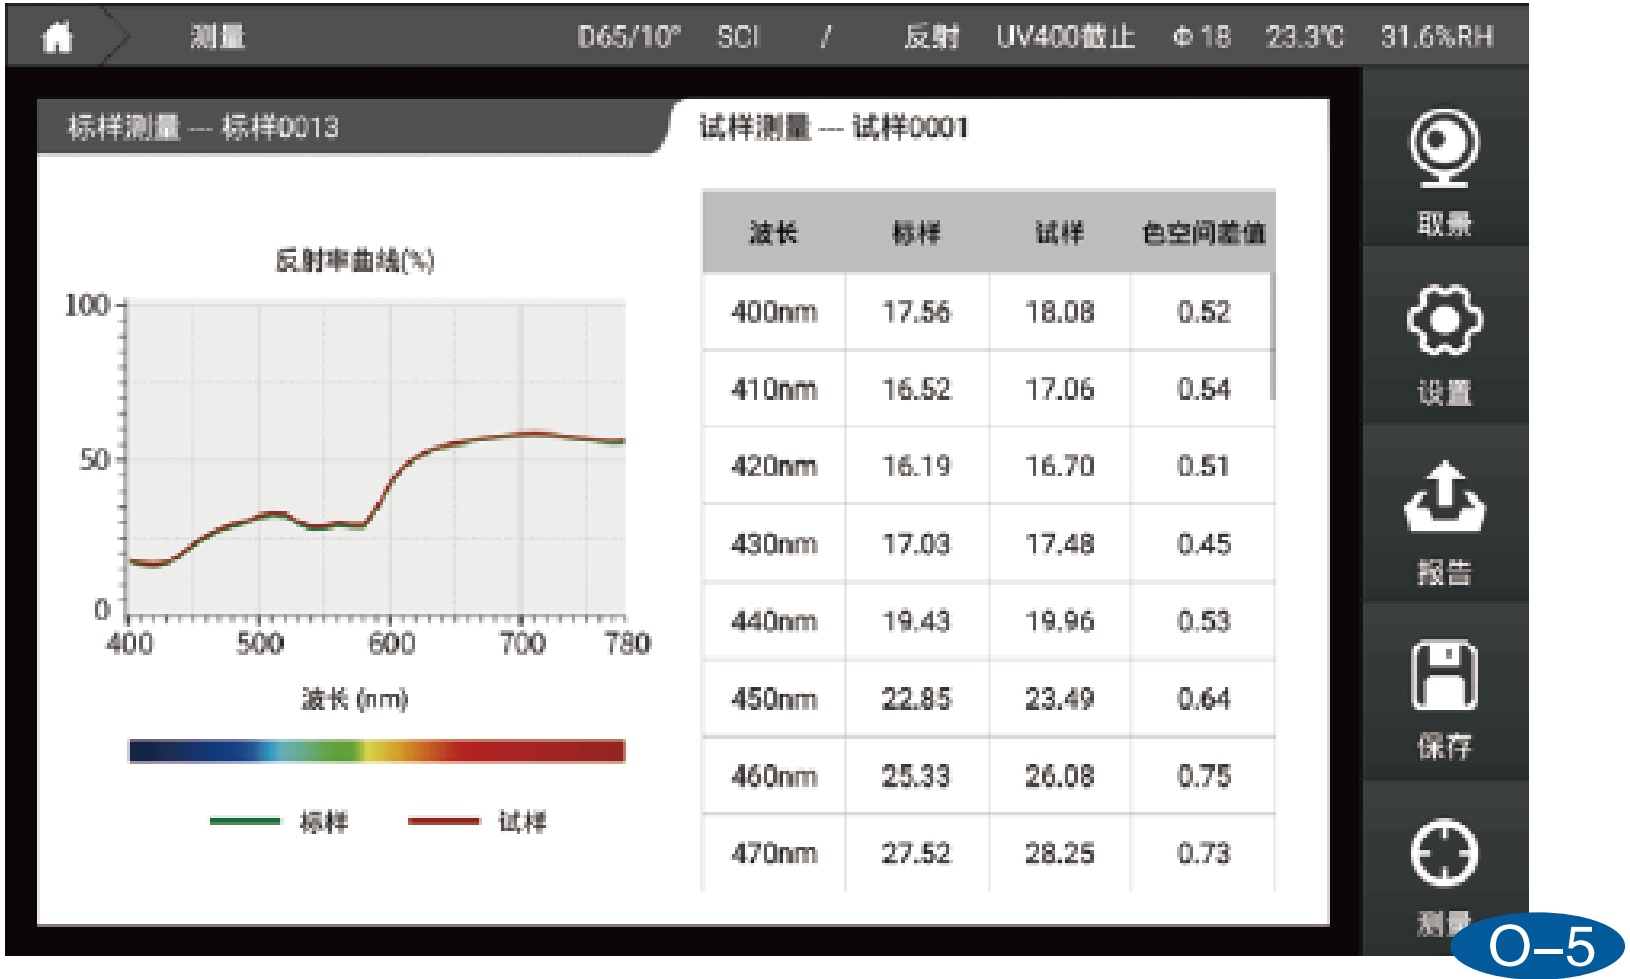 测量 D65/10° SCI / 反射 UV400截止 Φ18 23.3℃ 31.6%RH
标样测量 --- 标样0013
试样测量 --- 试样0001
反射率曲线(%)
100
50
0
400 500 600 700 780
波长 (nm)
标样 试样
波长 标样 试样 色空间差值
400nm 17.56 18.08 0.52
410nm 16.52 17.06 0.54
420nm 16.19 16.70 0.51
430nm 17.03 17.48 0.45
440nm 19.43 19.96 0.53
450nm 22.85 23.49 0.64
460nm 25.33 26.08 0.75
470nm 27.52 28.25 0.73
取景
设置
报告
保存
测量
O–5